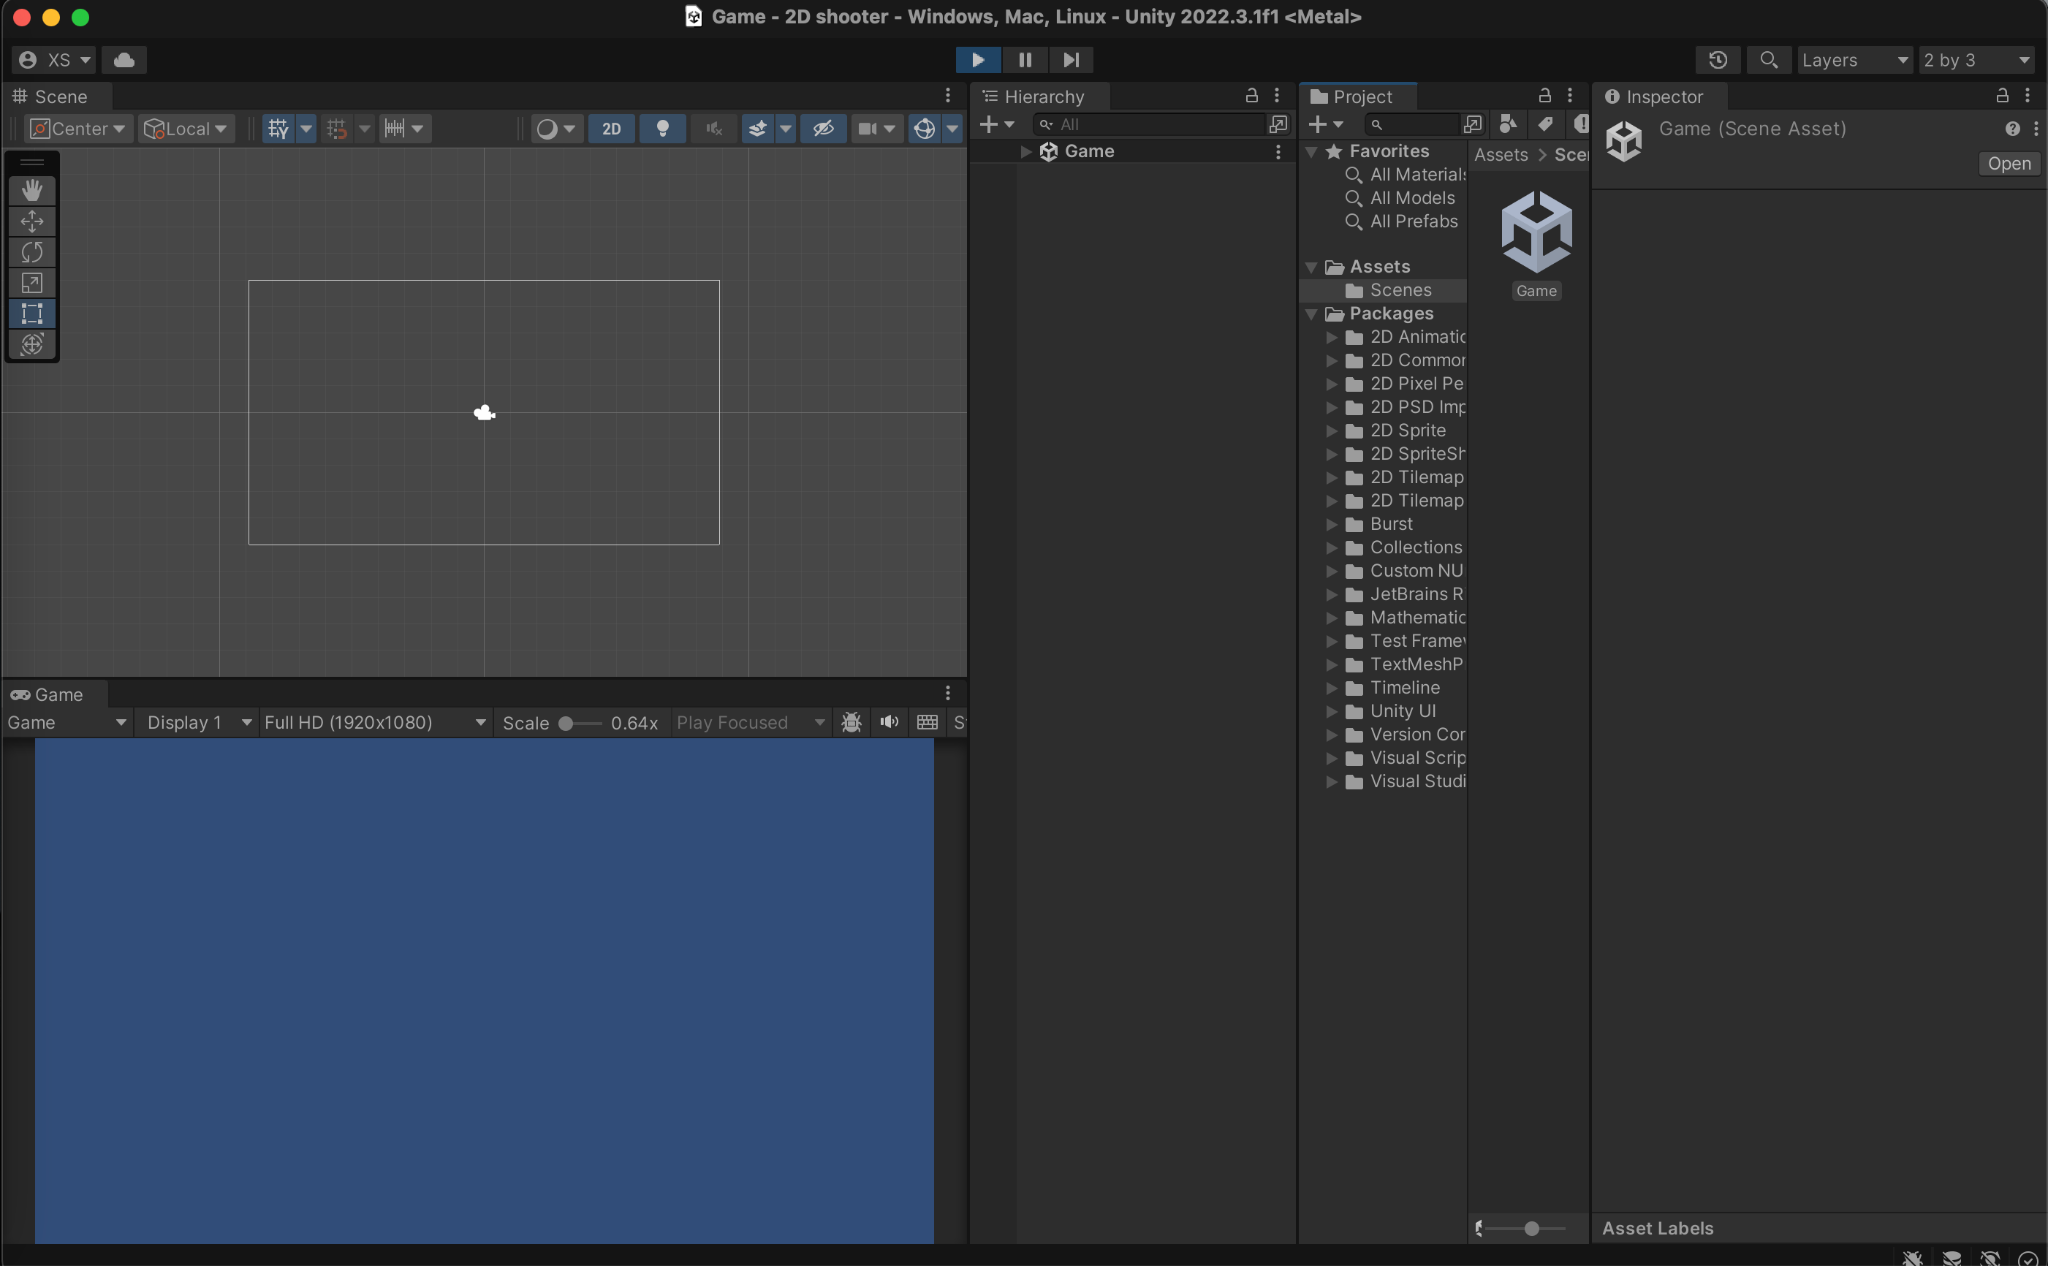 Game - 2D shooter - Windows, Mac, Linux - Unity 2022.3.1f1 <Metal>
XS
Layers
2 by 3
Scene
Center
Local
2D
Hierarchy
All
Game
Project
Favorites
All Materials
All Models
All Prefabs
Assets
Scenes
Packages
2D Animatic
2D Common
2D Pixel Pe
2D PSD Imp
2D Sprite
2D SpriteSh
2D Tilemap
2D Tilemap
Burst
Collections
Custom NU
JetBrains R
Mathematic
Test Framew
TextMeshP
Timeline
Unity UI
Version Con
Visual Scrip
Visual Studi
Assets > Scen
Game
Inspector
Game (Scene Asset)
Open
Asset Labels
Game
Game
Display 1
Full HD (1920x1080)
Scale
0.64x
Play Focused